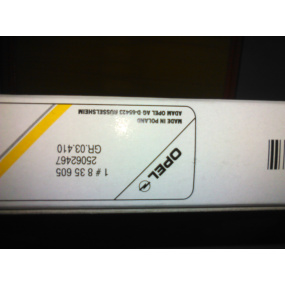 OPEL
1 # 8 35 605
25062467
GR.03.410
ADAM OPEL AG D-65423 RÜSSELSHEIM
MADE IN POLAND